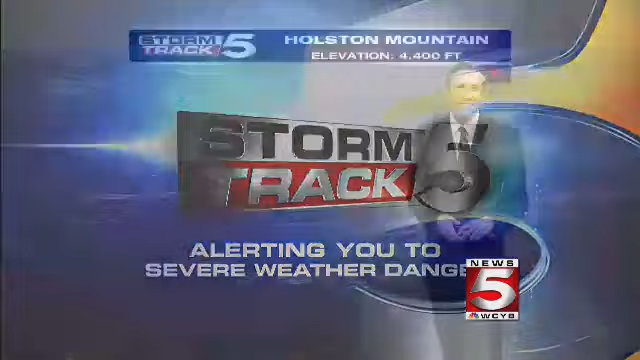 STORM TRACK 5
HOLSTON MOUNTAIN
ELEVATION: 4,400 FT
STORM
TRACK 5
ALERTING YOU TO
SEVERE WEATHER
NEWS
5
WCYB